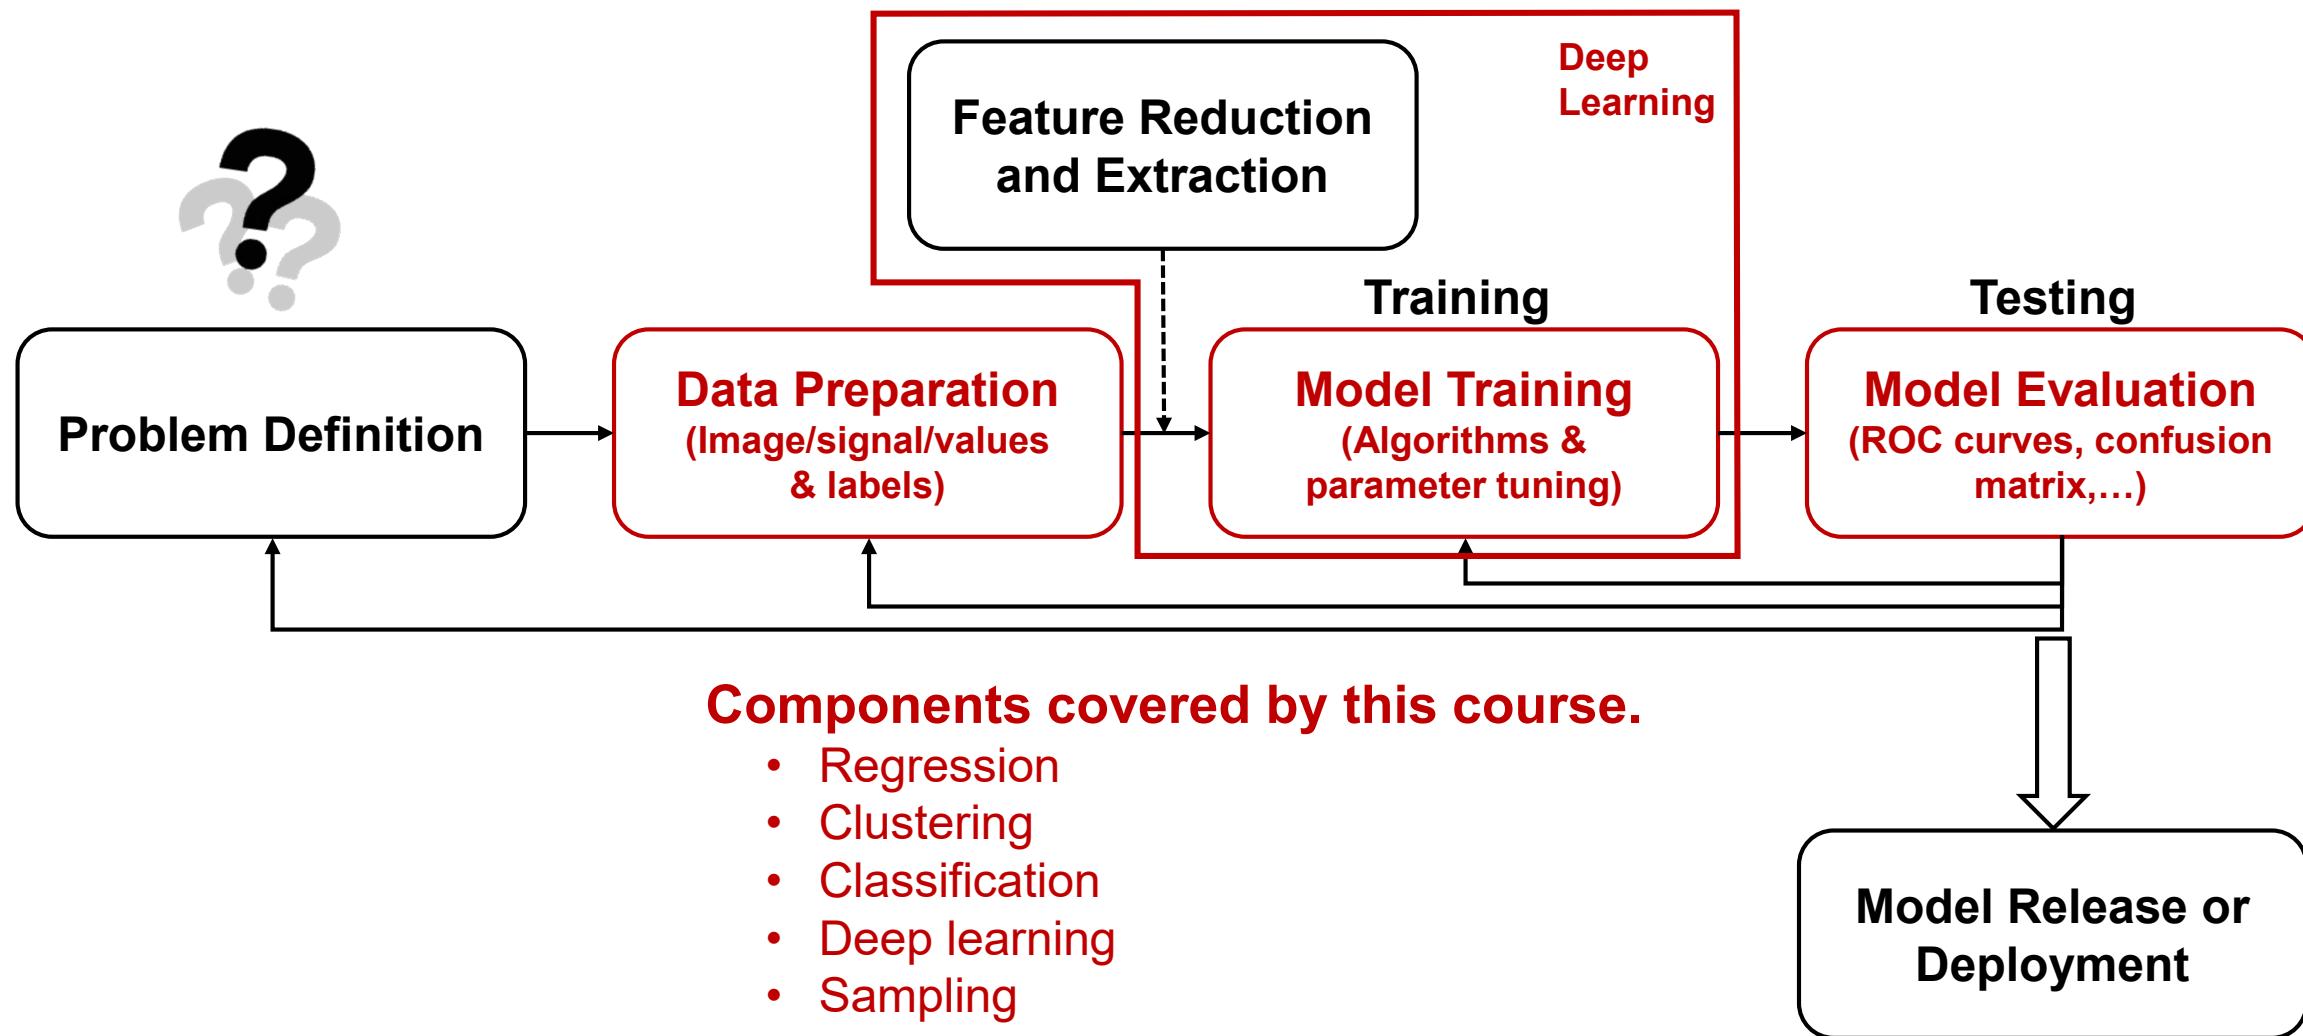 Deep
Learning
Feature Reduction
and Extraction
?
?
?
Training
Testing
Problem Definition
Data Preparation
(Image/signal/values
& labels)
Model Training
(Algorithms &
parameter tuning)
Model Evaluation
(ROC curves, confusion
matrix,…)
Components covered by this course.
• Regression
• Clustering
• Classification
• Deep learning
• Sampling
Model Release or
Deployment